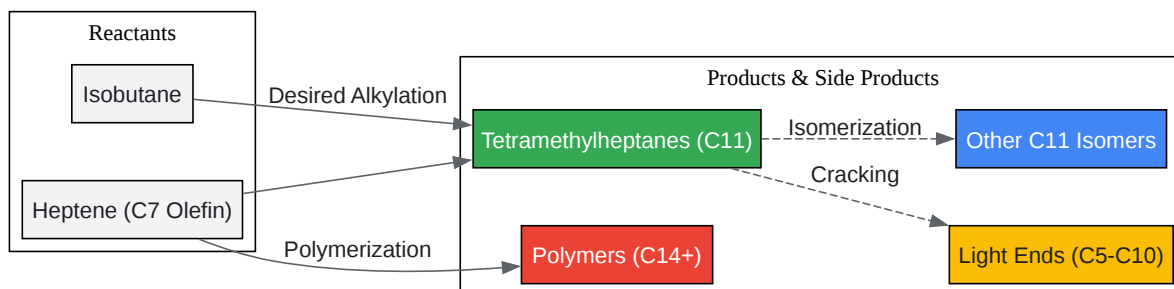 Reactants
Isobutane
Heptene (C7 Olefin)
Desired Alkylation
Polymerization
Products & Side Products
Tetramethylheptanes (C11)
Isomerization
Other C11 Isomers
Cracking
Polymers (C14+)
Light Ends (C5-C10)